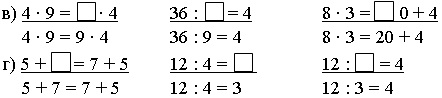 в) 4 · 9 = □ · 4    36 : □ = 4    8 · 3 = □ 0 + 4
4 · 9 = 9 · 4    36 : 9 = 4    8 · 3 = 20 + 4
г) 5 + □ = 7 + 5    12 : 4 = □    12 : □ = 4
5 + 7 = 7 + 5    12 : 4 = 3    12 : 3 = 4